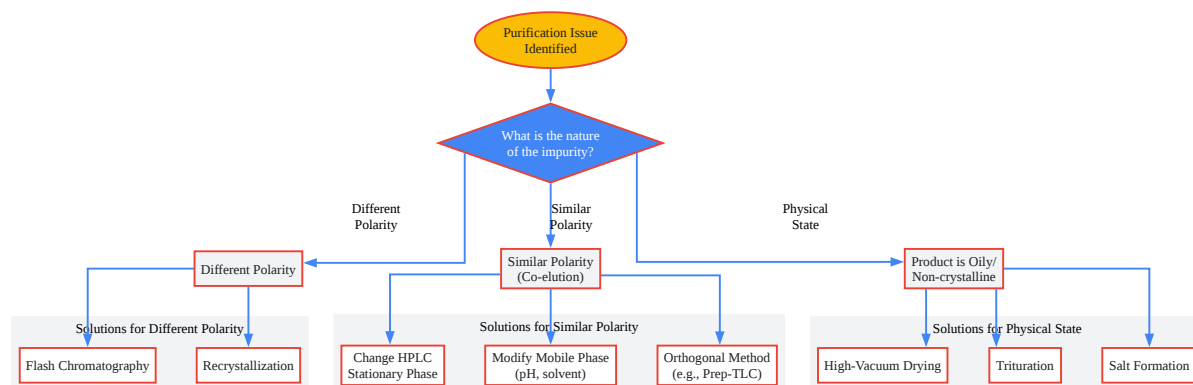 Purification Issue
Identified
What is the nature
of the impurity?
Different
Polarity
Similar
Polarity
Physical
State
Different Polarity
Similar Polarity
(Co-elution)
Product is Oily/
Non-crystalline
Solutions for Different Polarity
Solutions for Similar Polarity
Solutions for Physical State
Flash Chromatography
Recrystallization
Change HPLC
Stationary Phase
Modify Mobile Phase
(pH, solvent)
Orthogonal Method
(e.g., Prep-TLC)
High-Vacuum Drying
Trituration
Salt Formation